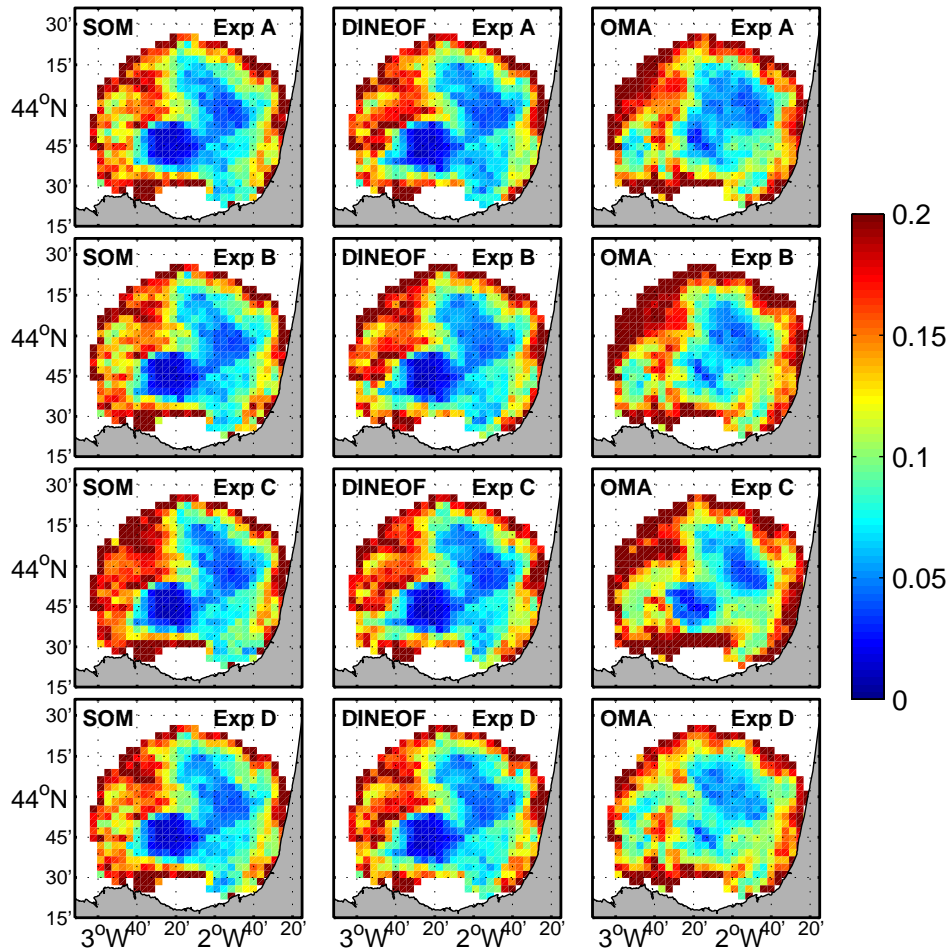 SOM Exp A DINEOF Exp A OMA Exp A
30'
15'
44°N
45'
30'
15'
SOM Exp B DINEOF Exp B OMA Exp B
30'
15'
44°N
45'
30'
15'
SOM Exp C DINEOF Exp C OMA Exp C
30'
15'
44°N
45'
30'
15'
SOM Exp D DINEOF Exp D OMA Exp D
30'
15'
44°N
45'
30'
15'
3°W 40' 20' 2°W 40' 20' 3°W 40' 20' 2°W 40' 20' 3°W 40' 20' 2°W 40' 20'
0.2
0.15
0.1
0.05
0